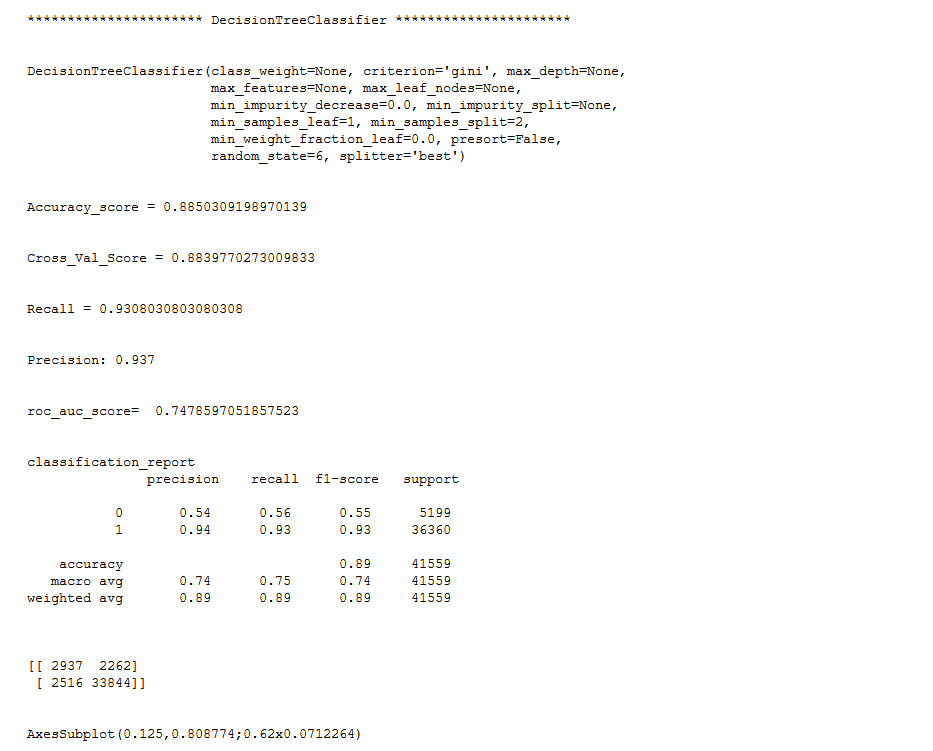 ********************** DecisionTreeClassifier **********************
DecisionTreeClassifier(class_weight=None, criterion='gini', max_depth=None,
max_features=None, max_leaf_nodes=None,
min_impurity_decrease=0.0, min_impurity_split=None,
min_samples_leaf=1, min_samples_split=2,
min_weight_fraction_leaf=0.0, presort=False,
random_state=6, splitter='best')
Accuracy_score = 0.8850309198970139
Cross_Val_Score = 0.8839770273009833
Recall = 0.9308030803080308
Precision: 0.937
roc_auc_score=  0.7478597051857523
classification_report
precision    recall  f1-score   support
0       0.54      0.56      0.55      5199
1       0.94      0.93      0.93     36360
accuracy                           0.89     41559
macro avg       0.74      0.75      0.74     41559
weighted avg       0.89      0.89      0.89     41559
[[ 2937  2262]
[ 2516 33844]]
AxesSubplot(0.125,0.808774;0.62x0.0712264)